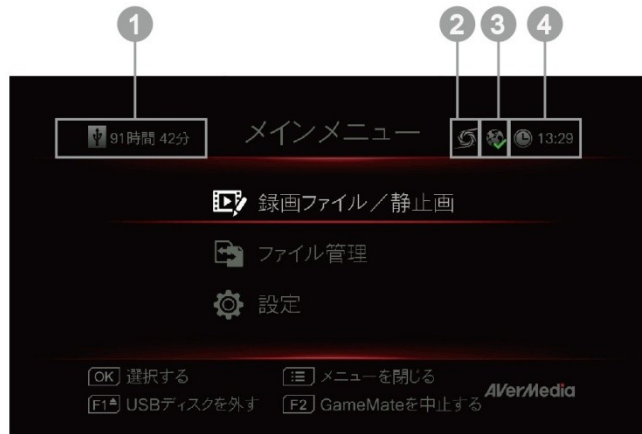 1 2 3 4
91時間 42分 メインメニュー 13:29
録画ファイル／静止画
ファイル管理
設定
OK 選択する メニューを閉じる
F1 USBディスクを外す F2 GameMateを中止する AVerMedia